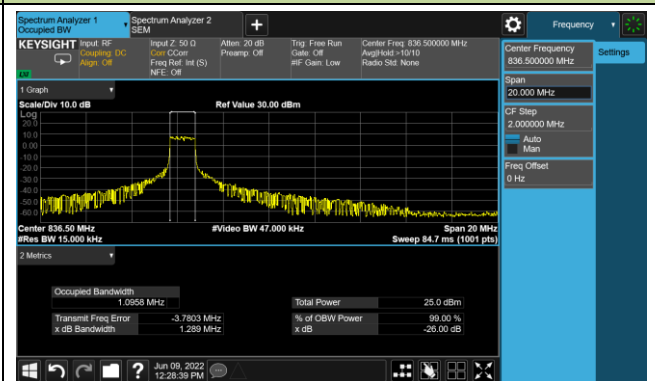 Spectrum Analyzer 1
Occupied BW
Spectrum Analyzer 2
SEM
Frequency
KEYSIGHT
Input: RF
Coupling: DC
Align: Off
Input Z: 50 Ω
Corr CCorr
Freq Ref: Int (S)
NFE: Off
Atten: 20 dB
Preamp: Off
Trig: Free Run
Gate: Off
#IF Gain: Low
Center Freq: 836.500000 MHz
Avg|Hold:>10/10
Radio Std: None
Center Frequency
836.500000 MHz
Settings
Span
20.000 MHz
CF Step
2.000000 MHz
Auto
Man
Freq Offset
0 Hz
1 Graph
Scale/Div 10.0 dB
Ref Value 30.00 dBm
Log
20.0
10.0
0.00
-10.0
-20.0
-30.0
-40.0
-50.0
-60.0
Center 836.50 MHz
#Video BW 47.000 kHz
Span 20 MHz
#Res BW 15.000 kHz
Sweep 84.7 ms (1001 pts)
2 Metrics
Occupied Bandwidth
1.0958 MHz
Total Power
25.0 dBm
Transmit Freq Error
-3.7803 MHz
% of OBW Power
99.00 %
x dB Bandwidth
1.289 MHz
x dB
-26.00 dB
?
Jun 09, 2022
12:28:39 PM